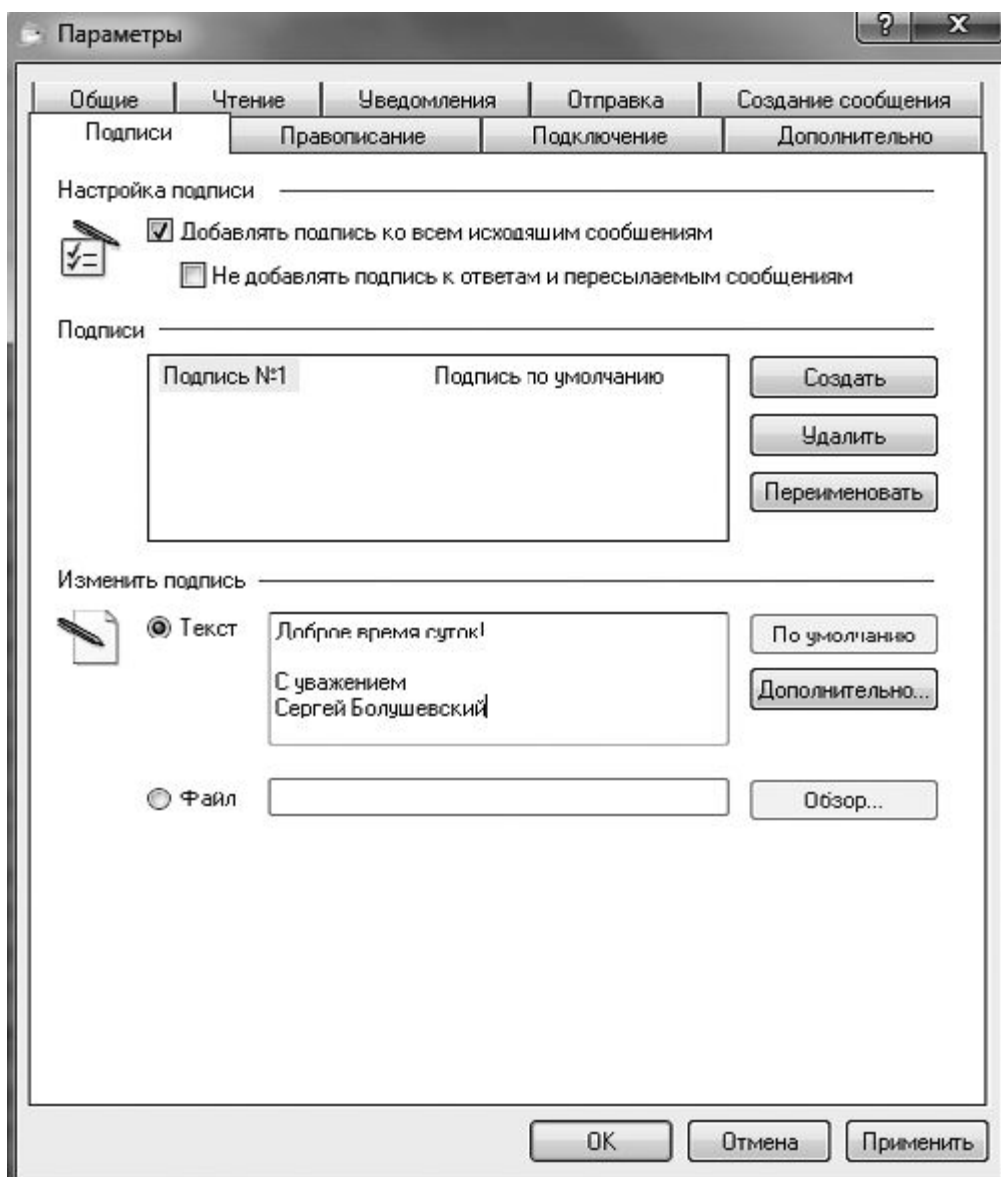 Параметры
Общие Чтение Уведомления Отправка Создание сообщения
Подписи Правописание Подключение Дополнительно
Настройка подписи
Добавлять подпись ко всем исходящим сообщениям
Не добавлять подпись к ответам и пересылаемым сообщениям
Подписи
Подпись №1 Подпись по умолчанию
Создать
Удалить
Переименовать
Изменить подпись
Текст
Доброе время суток!
С уважением
Сергей Болушевский
По умолчанию
Дополнительно...
Файл
Обзор...
OK Отмена Применить